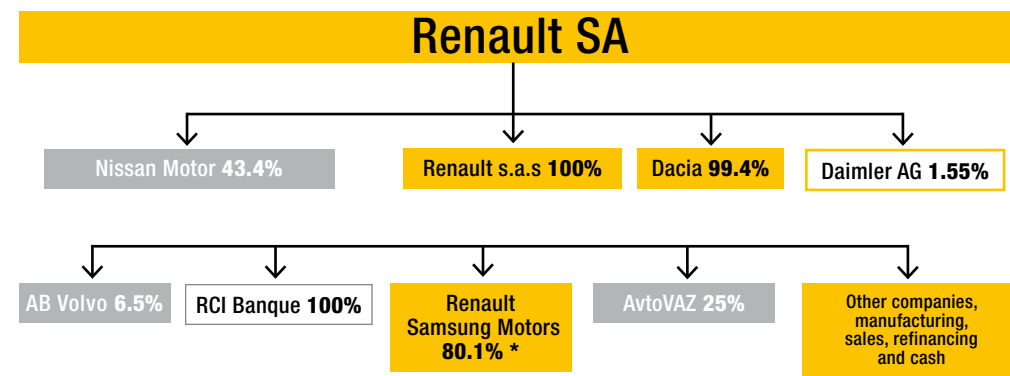 Renault SA
Nissan Motor 43.4%
Renault s.a.s 100%
Dacia 99.4%
Daimler AG 1.55%
AB Volvo 6.5%
RCI Banque 100%
Renault
Samsung Motors
80.1% *
AvtoVAZ 25%
Other companies,
manufacturing,
sales, refinancing
and cash